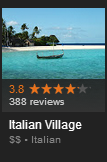 3.8
388 reviews
Italian Village
$$ • Italian